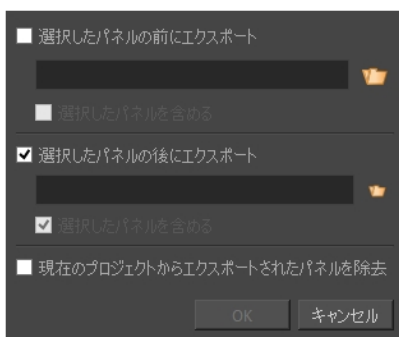 選択したパネルの前にエクスポート
選択したパネルを含める
選択したパネルの後にエクスポート
選択したパネルを含める
現在のプロジェクトからエクスポートされたパネルを除去
OK キャンセル